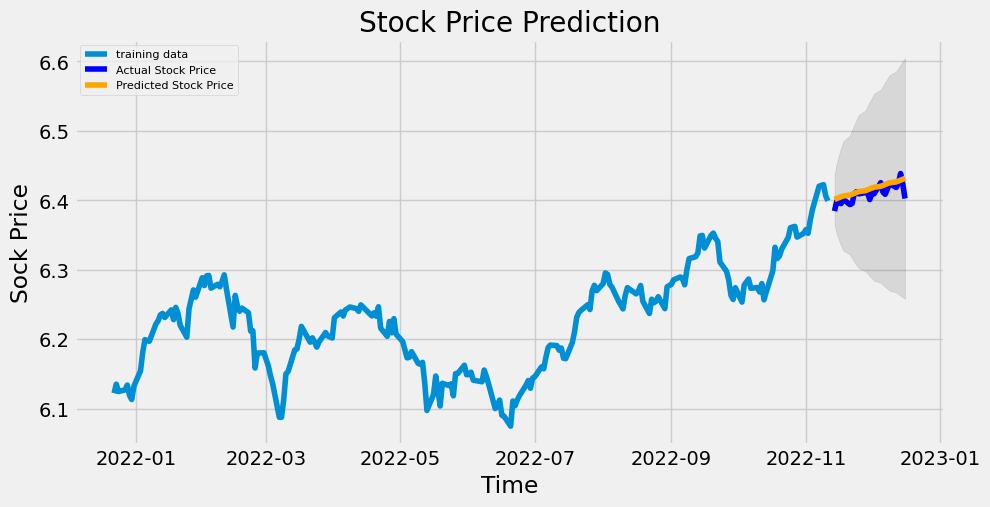 Stock Price Prediction
training data
Actual Stock Price
Predicted Stock Price
6.6
6.5
6.4
6.3
6.2
6.1
Sock Price
2022-01 2022-03 2022-05 2022-07 2022-09 2022-11 2023-01
Time